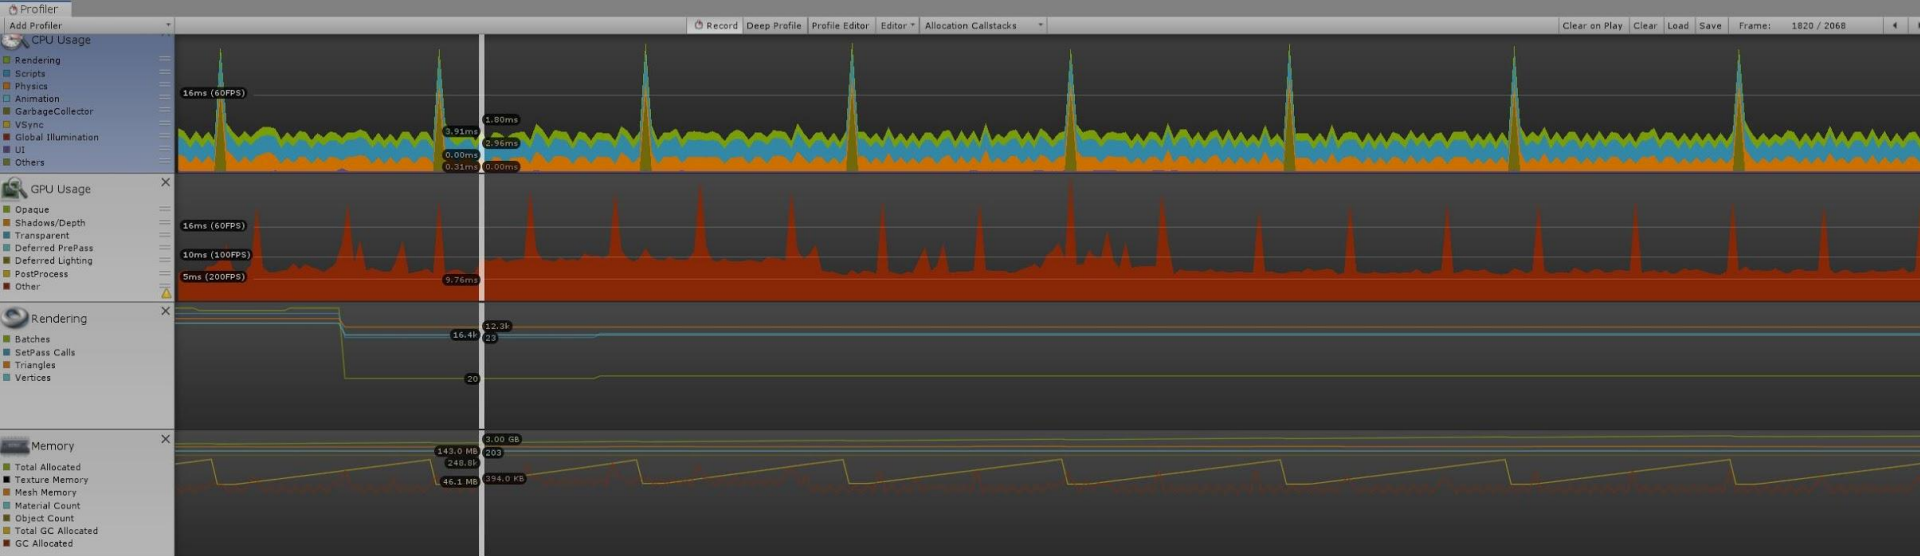 Profiler
Add Profiler
Record Deep Profile Profile Editor Editor Allocation Callstacks
Clear on Play Clear Load Save Frame: 1820 / 2068
CPU Usage
Rendering
Scripts
Physics
Animation
GarbageCollector
VSync
Global Illumination
UI
Others
16ms (60FPS)
1.80ms
3.91ms
2.96ms
0.00ms
0.31ms 0.00ms
GPU Usage
Opaque
Shadows/Depth
Transparent
Deferred PrePass
Deferred Lighting
PostProcess
Other
16ms (60FPS)
10ms (100FPS)
5ms (200FPS)
9.76ms
Rendering
Batches
SetPass Calls
Triangles
Vertices
12.3k
16.4k
23
20
Memory
Total Allocated
Texture Memory
Mesh Memory
Material Count
Object Count
Total GC Allocated
GC Allocated
3.00 GB
143.0 MB 203
248.8k
46.1 MB 394.0 KB